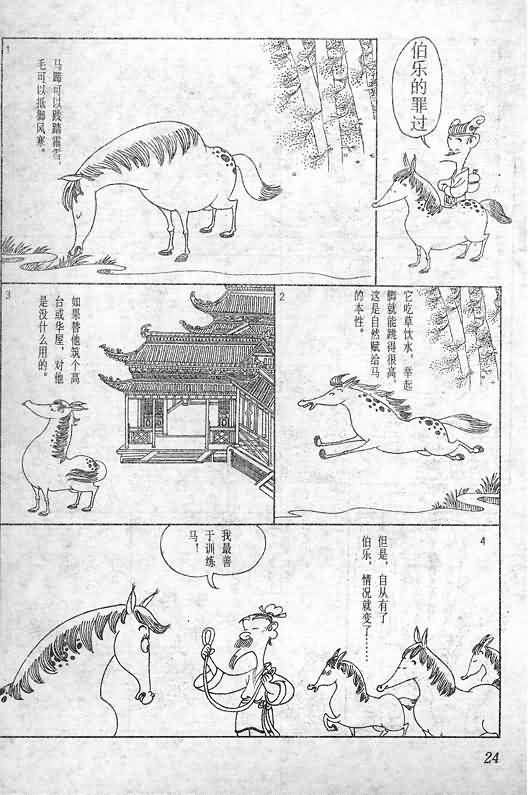 伯乐的罪过
1
马蹄可以践踏霜雪，
毛可以抵御风寒。
2
它吃草饮水，举起
脚就能跳得很高，
这是自然赋给马
的本性。
3
如果替他筑个高
台或华屋，对他
是没什么用的。
4
但是，自从有了
伯乐，情况就变了……
我最善
于训练
马！
24